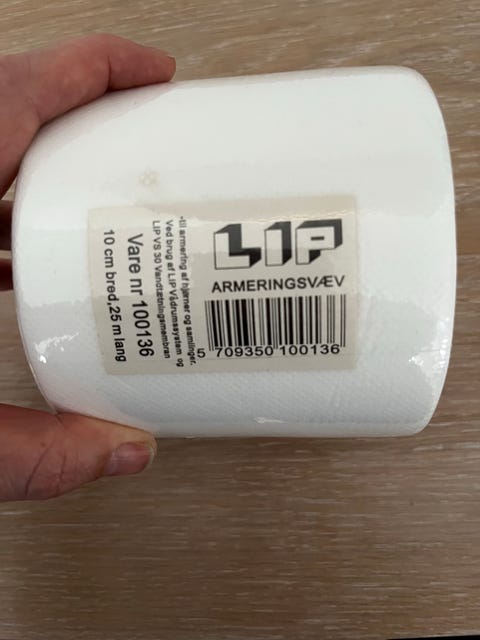 LIP
ARMERINGSVÆV
5 709350 100136
-til armering af hjørner og samlinger.
Ved brug af LIP Vådrumssystem og
LIP VS 30 Vandtætningsmembran
Vare nr 100136
10 cm bred,25 m lang